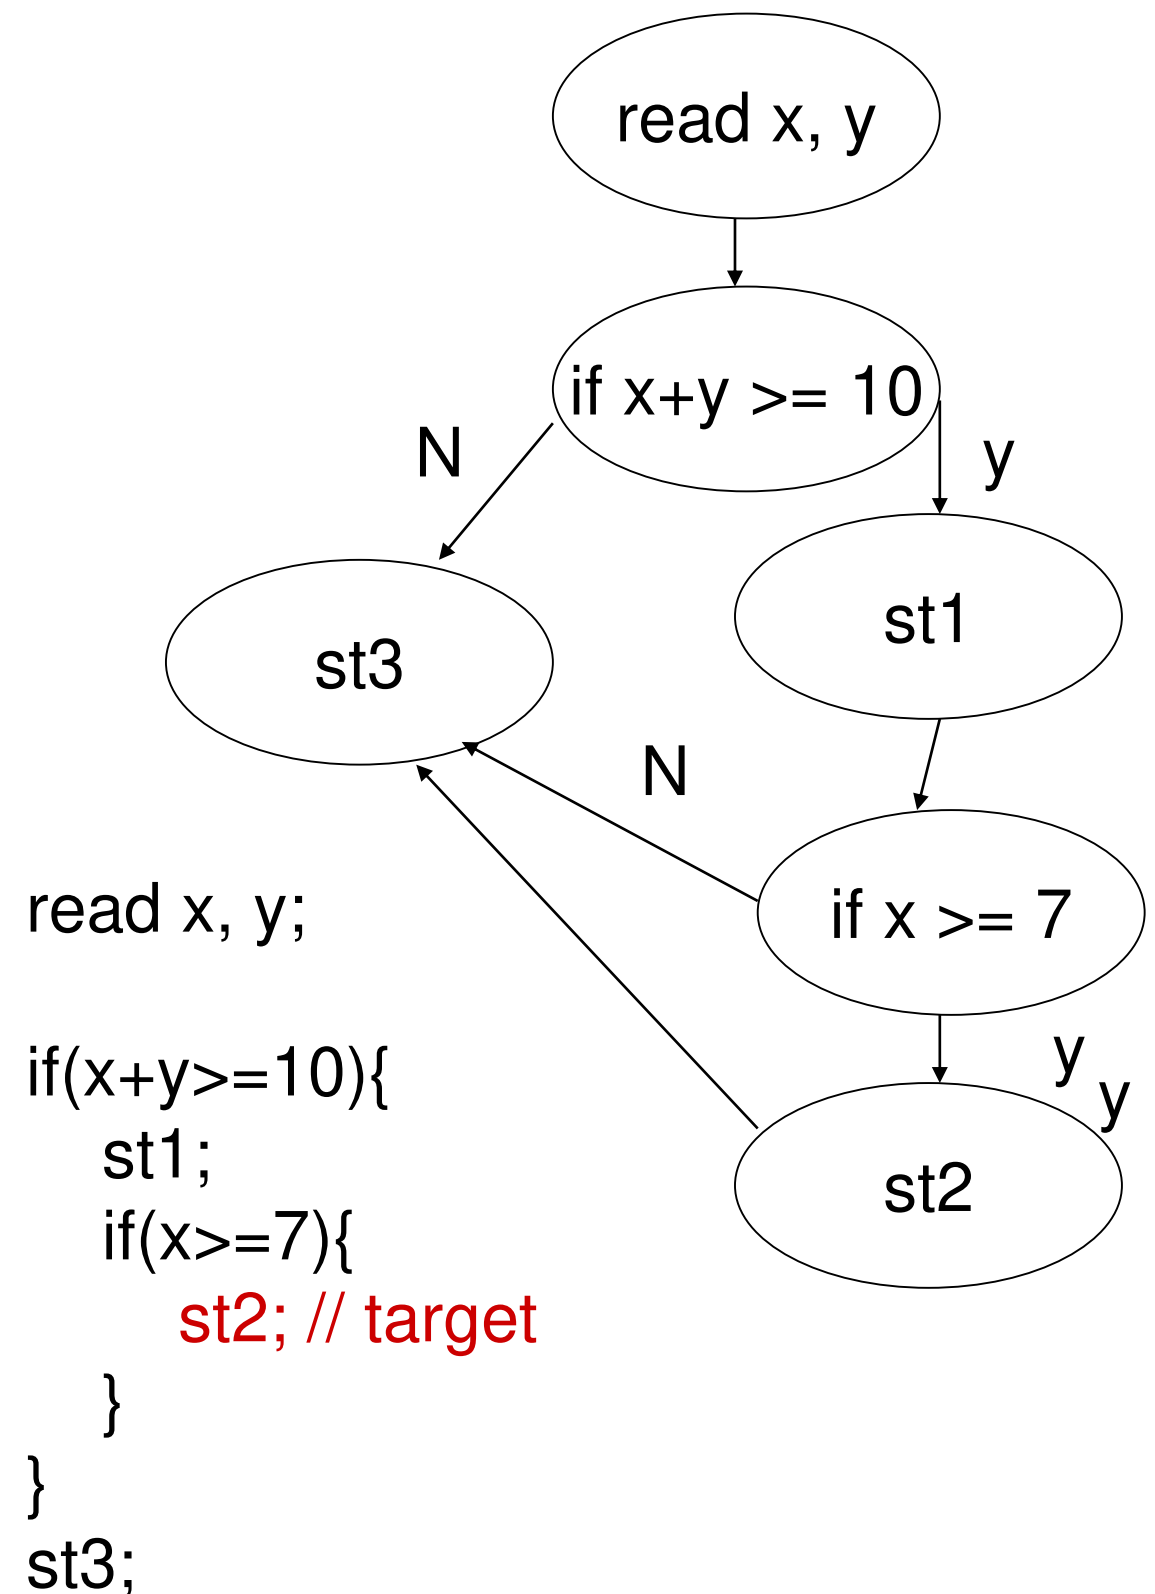 read x, y
if x+y >= 10
N
y
st1
st3
N
if x >= 7
y
y
st2
read x, y;
if(x+y>=10){
st1;
if(x>=7){
st2; // target
}
}
st3;